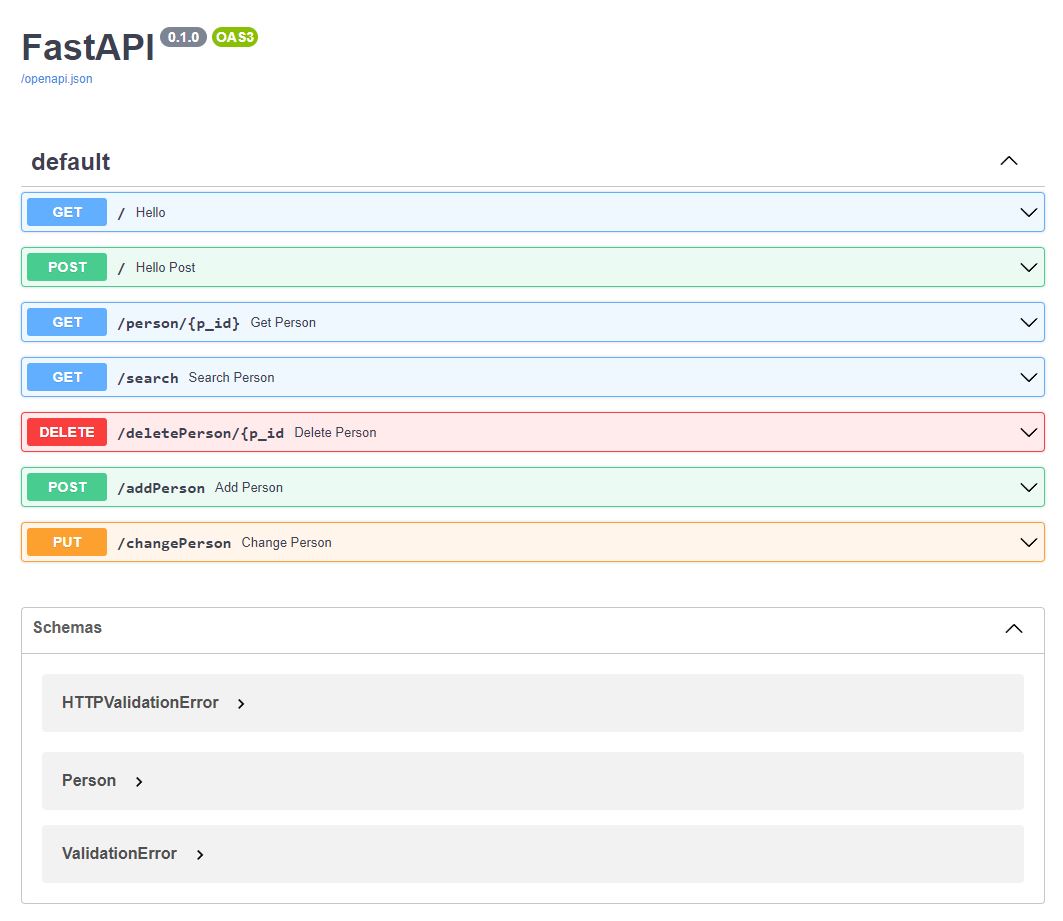 FastAPI 0.1.0 OAS3
/openapi.json
default
GET / Hello
POST / Hello Post
GET /person/{p_id} Get Person
GET /search Search Person
DELETE /deletePerson/{p_id Delete Person
POST /addPerson Add Person
PUT /changePerson Change Person
Schemas
HTTPValidationError
Person
ValidationError